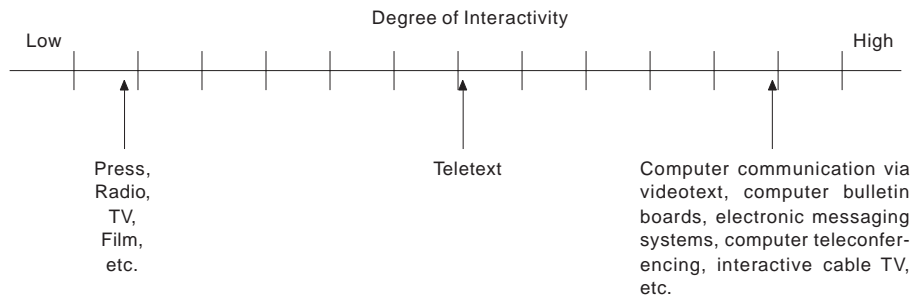 Degree of Interactivity
Low
High
Press,
Radio,
TV,
Film,
etc.
Teletext
Computer communication via
videotext, computer bulletin
boards, electronic messaging
systems, computer teleconfer-
encing, interactive cable TV,
etc.